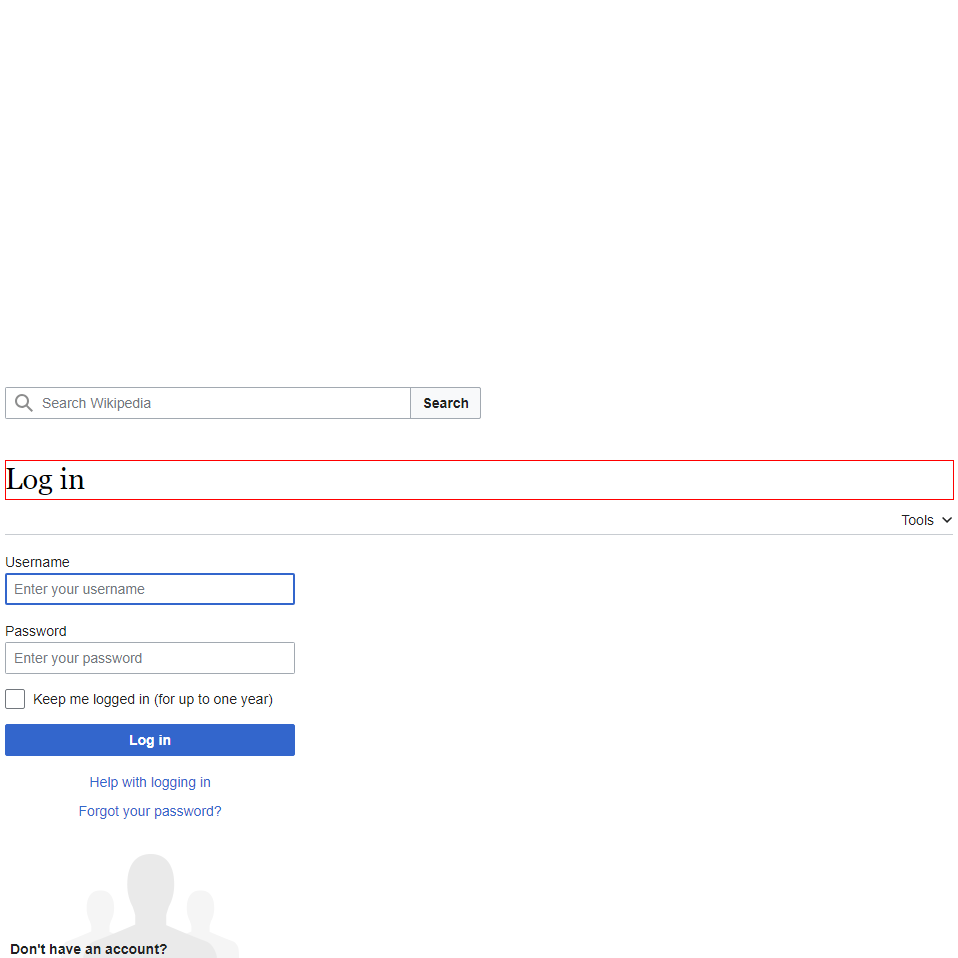 Search Wikipedia
Search
Log in
Tools
Username
Enter your username
Password
Enter your password
Keep me logged in (for up to one year)
Log in
Help with logging in
Forgot your password?
Don't have an account?